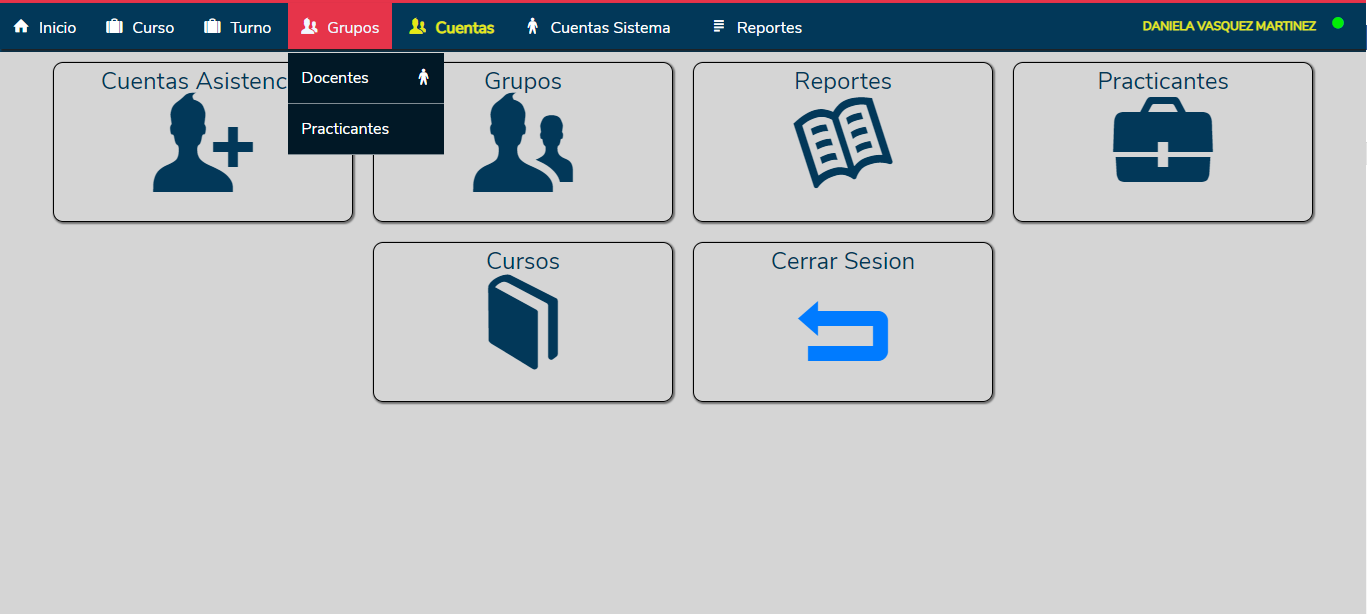 Inicio Curso Turno Grupos Cuentas Cuentas Sistema Reportes DANIELA VASQUEZ MARTINEZ
Docentes
Practicantes
Cuentas Asistenc
Grupos
Reportes
Practicantes
Cursos
Cerrar Sesion